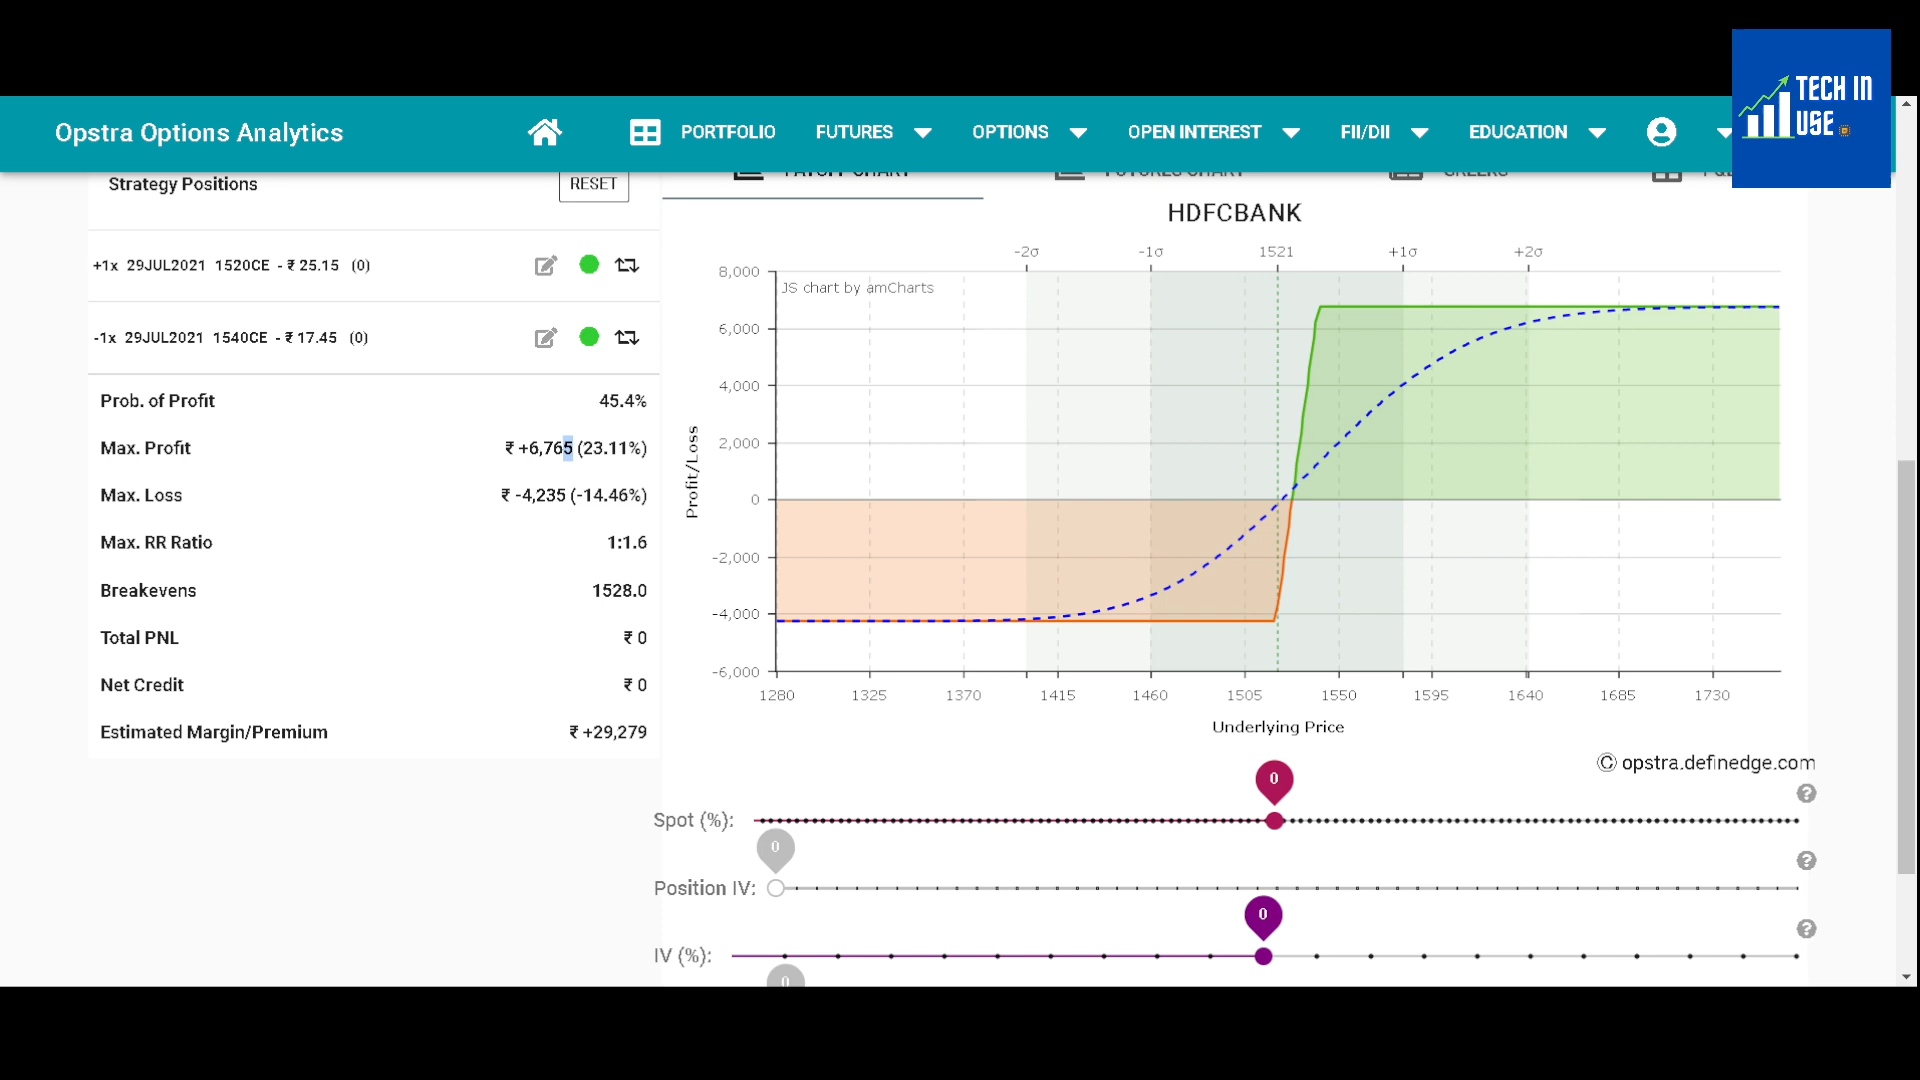 TECH IN
USE
Opstra Options Analytics
PORTFOLIO
FUTURES
OPTIONS
OPEN INTEREST
FII/DII
EDUCATION
Strategy Positions
RESET
PAYOFF CHART
FUTURES CHART
GREEKS
HDFCBANK
+1x 29JUL2021 1520CE - ₹ 25.15 (0)
-1x 29JUL2021 1540CE - ₹ 17.45 (0)
Prob. of Profit 45.4%
Max. Profit ₹ +6,765 (23.11%)
Max. Loss ₹ -4,235 (-14.46%)
Max. RR Ratio 1:1.6
Breakevens 1528.0
Total PNL ₹ 0
Net Credit ₹ 0
Estimated Margin/Premium ₹ +29,279
-2σ -1σ 1521 +1σ +2σ
JS chart by amCharts
8,000
6,000
4,000
2,000
0
-2,000
-4,000
-6,000
Profit/Loss
1280 1325 1370 1415 1460 1505 1550 1595 1640 1685 1730
Underlying Price
© opstra.definedge.com
0
Spot (%):
0
Position IV:
0
IV (%):
0